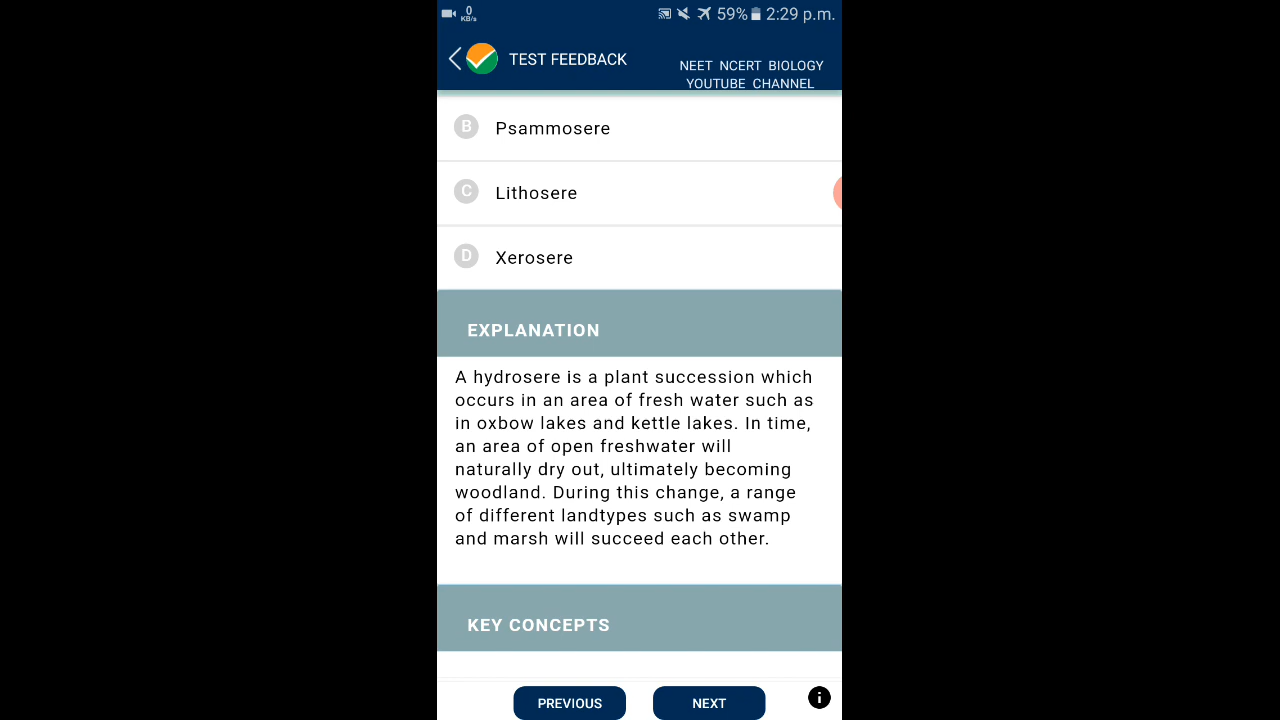 0
KB/s
59%
2:29 p.m.
TEST FEEDBACK
NEET NCERT BIOLOGY
YOUTUBE CHANNEL
B Psammosere
C Lithosere
D Xerosere
EXPLANATION
A hydrosere is a plant succession which
occurs in an area of fresh water such as
in oxbow lakes and kettle lakes. In time,
an area of open freshwater will
naturally dry out, ultimately becoming
woodland. During this change, a range
of different landtypes such as swamp
and marsh will succeed each other.
KEY CONCEPTS
PREVIOUS
NEXT
i